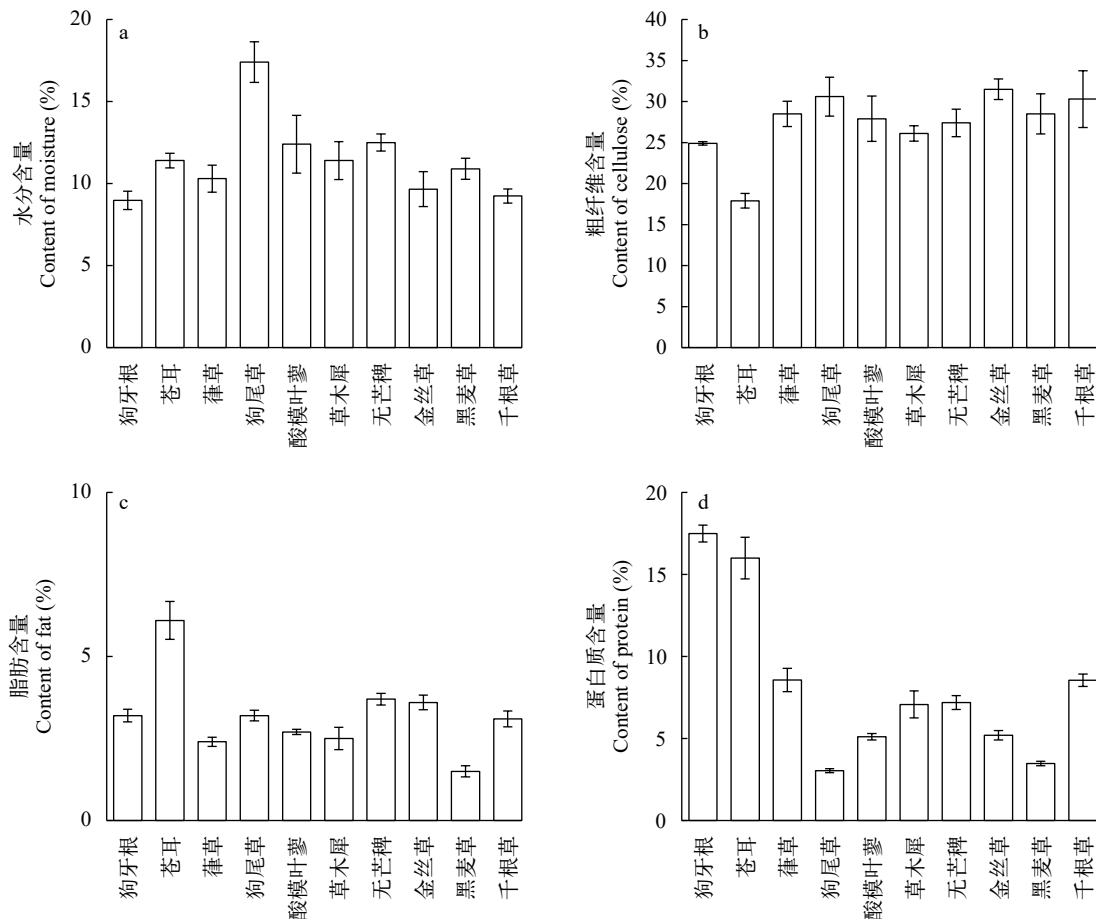 a
水分含量
Content of moisture (%)
20
15
10
5
0
狗牙根
苍耳
葎草
狗尾草
酸模叶蓼
草木犀
无芒稗
金丝草
黑麦草
千根草
b
粗纤维含量
Content of cellulose (%)
40
35
30
25
20
15
10
5
0
狗牙根
苍耳
葎草
狗尾草
酸模叶蓼
草木犀
无芒稗
金丝草
黑麦草
千根草
c
脂肪含量
Content of fat (%)
10
5
0
狗牙根
苍耳
葎草
狗尾草
酸模叶蓼
草木犀
无芒稗
金丝草
黑麦草
千根草
d
蛋白质含量
Content of protein (%)
20
15
10
5
0
狗牙根
苍耳
葎草
狗尾草
酸模叶蓼
草木犀
无芒稗
金丝草
黑麦草
千根草